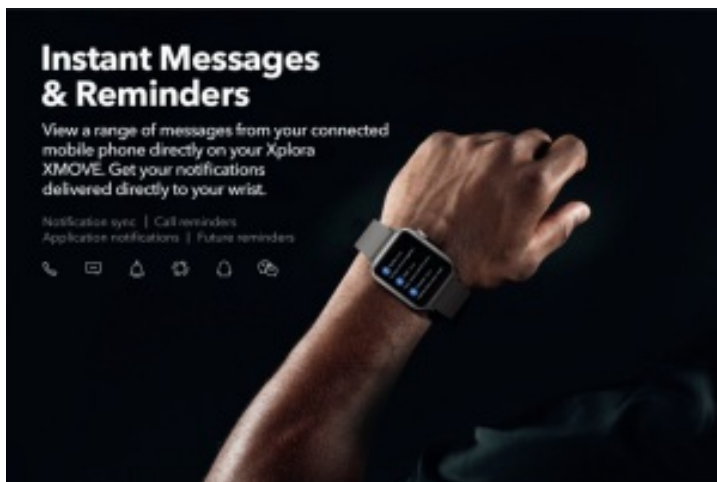 Instant Messages
& Reminders
View a range of messages from your connected
mobile phone directly on your Xplora
XMOVE. Get your notifications
delivered directly to your wrist.
Notification sync | Call reminders
Application notifications | Future reminders